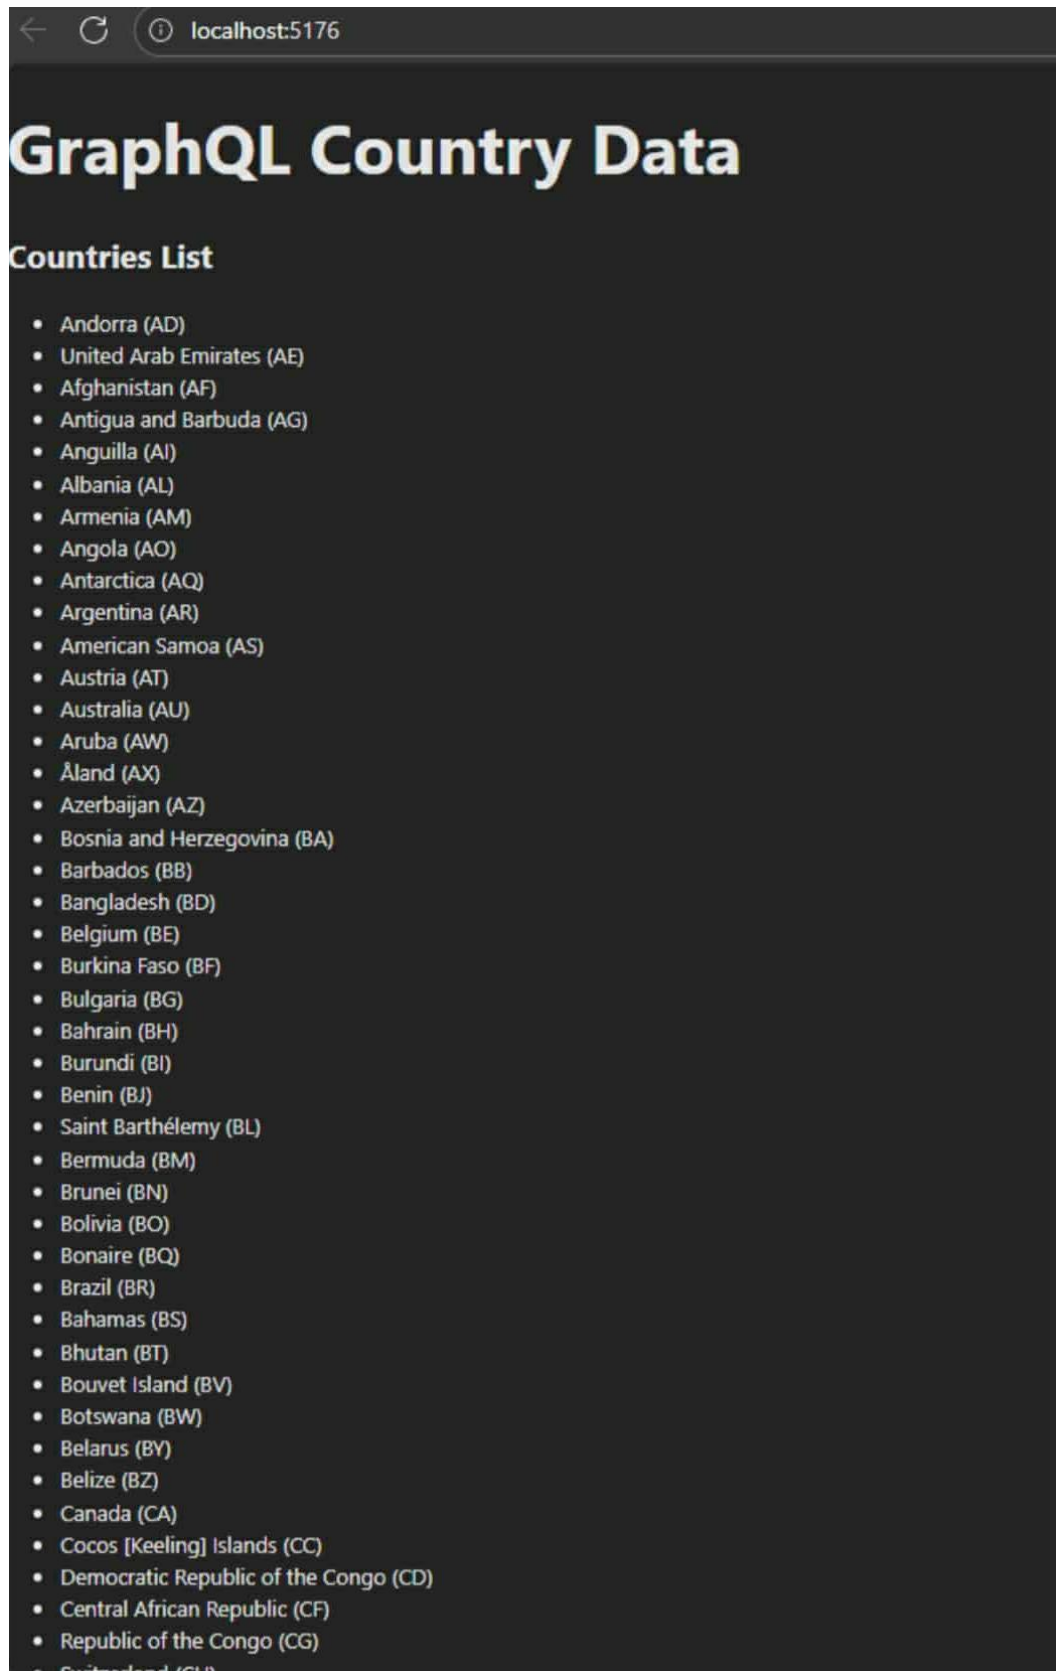 localhost:5176
GraphQL Country Data
Countries List
• Andorra (AD)
• United Arab Emirates (AE)
• Afghanistan (AF)
• Antigua and Barbuda (AG)
• Anguilla (AI)
• Albania (AL)
• Armenia (AM)
• Angola (AO)
• Antarctica (AQ)
• Argentina (AR)
• American Samoa (AS)
• Austria (AT)
• Australia (AU)
• Aruba (AW)
• Åland (AX)
• Azerbaijan (AZ)
• Bosnia and Herzegovina (BA)
• Barbados (BB)
• Bangladesh (BD)
• Belgium (BE)
• Burkina Faso (BF)
• Bulgaria (BG)
• Bahrain (BH)
• Burundi (BI)
• Benin (BJ)
• Saint Barthélemy (BL)
• Bermuda (BM)
• Brunei (BN)
• Bolivia (BO)
• Bonaire (BQ)
• Brazil (BR)
• Bahamas (BS)
• Bhutan (BT)
• Bouvet Island (BV)
• Botswana (BW)
• Belarus (BY)
• Belize (BZ)
• Canada (CA)
• Cocos [Keeling] Islands (CC)
• Democratic Republic of the Congo (CD)
• Central African Republic (CF)
• Republic of the Congo (CG)